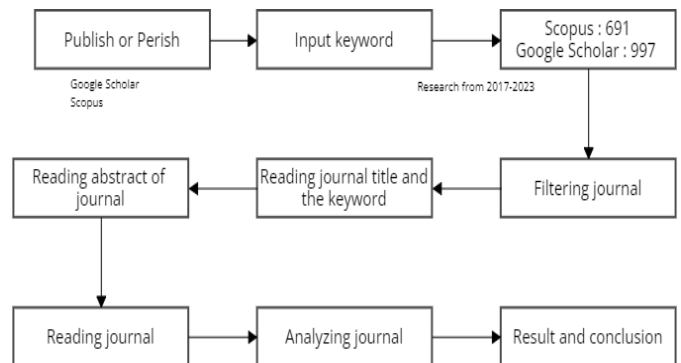 Publish or Perish
Input keyword
Scopus : 691
Google Scholar : 997
Google Scholar
Scopus
Research from 2017-2023
Filtering journal
Reading journal title and
the keyword
Reading abstract of
journal
Reading journal
Analyzing journal
Result and conclusion